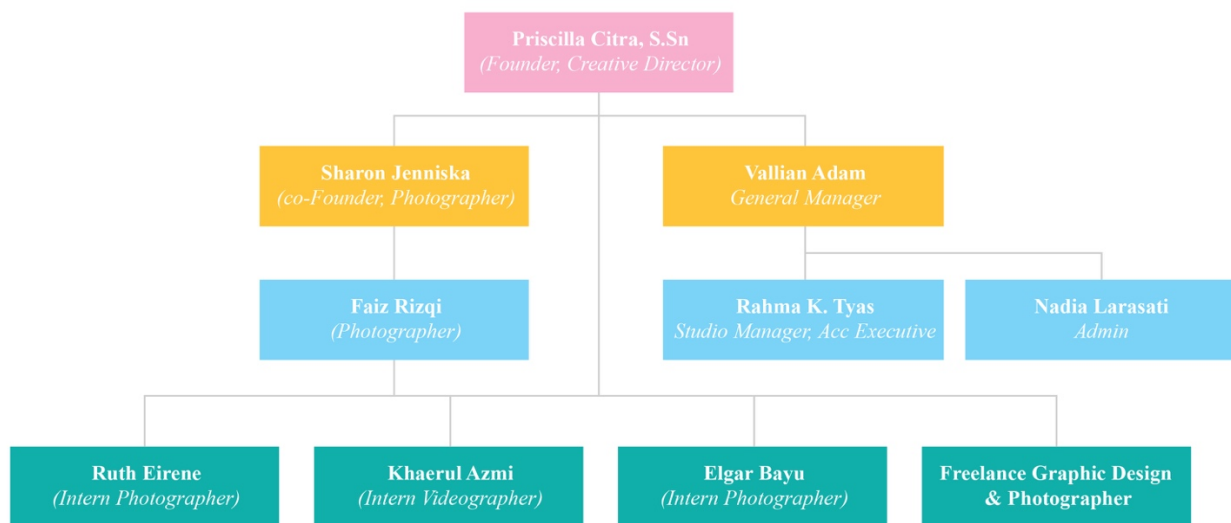 Priscilla Citra, S.Sn
(Founder, Creative Director)
Sharon Jenniska
(co-Founder, Photographer)
Vallian Adam
General Manager
Faiz Rizqi
(Photographer)
Rahma K. Tyas
Studio Manager, Acc Executive
Nadia Larasati
Admin
Ruth Eirene
(Intern Photographer)
Khaerul Azmi
(Intern Videographer)
Elgar Bayu
(Intern Photographer)
Freelance Graphic Design
& Photographer